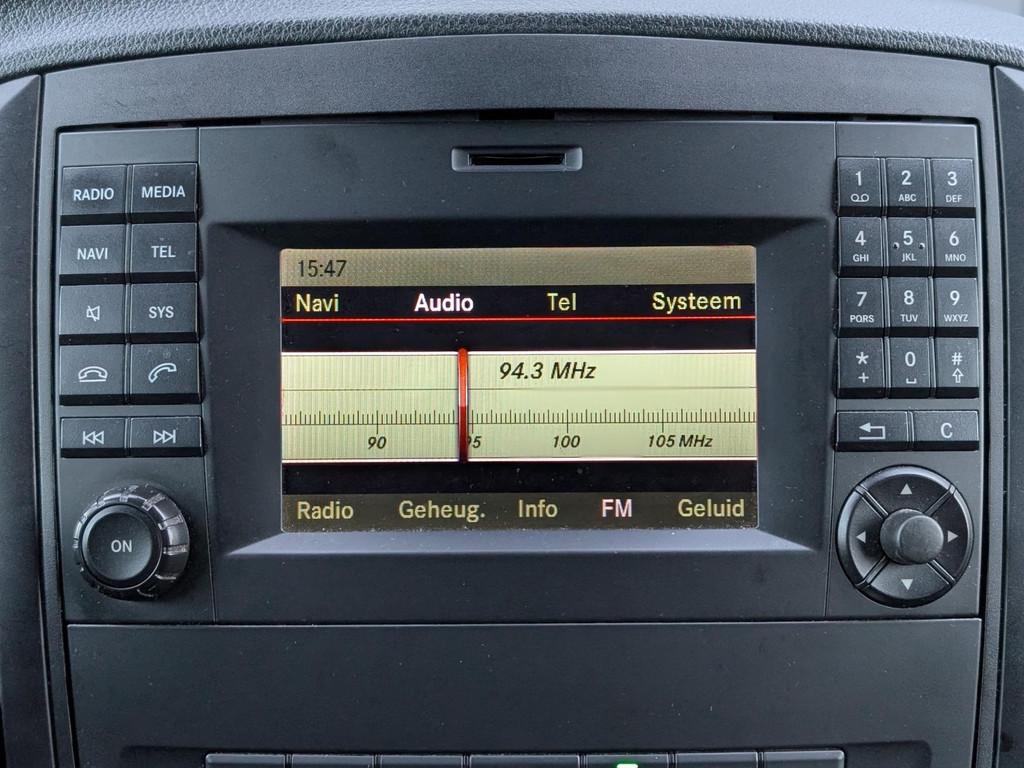 RADIO MEDIA
NAVI TEL
SYS
ON
15:47
Navi Audio Tel Systeem
94.3 MHz
90 95 100 105 MHz
Radio Geheug. Info FM Geluid
1 2 ABC 3 DEF
4 GHI 5 JKL 6 MNO
7 PQRS 8 TUV 9 WXYZ
* + 0 #
C